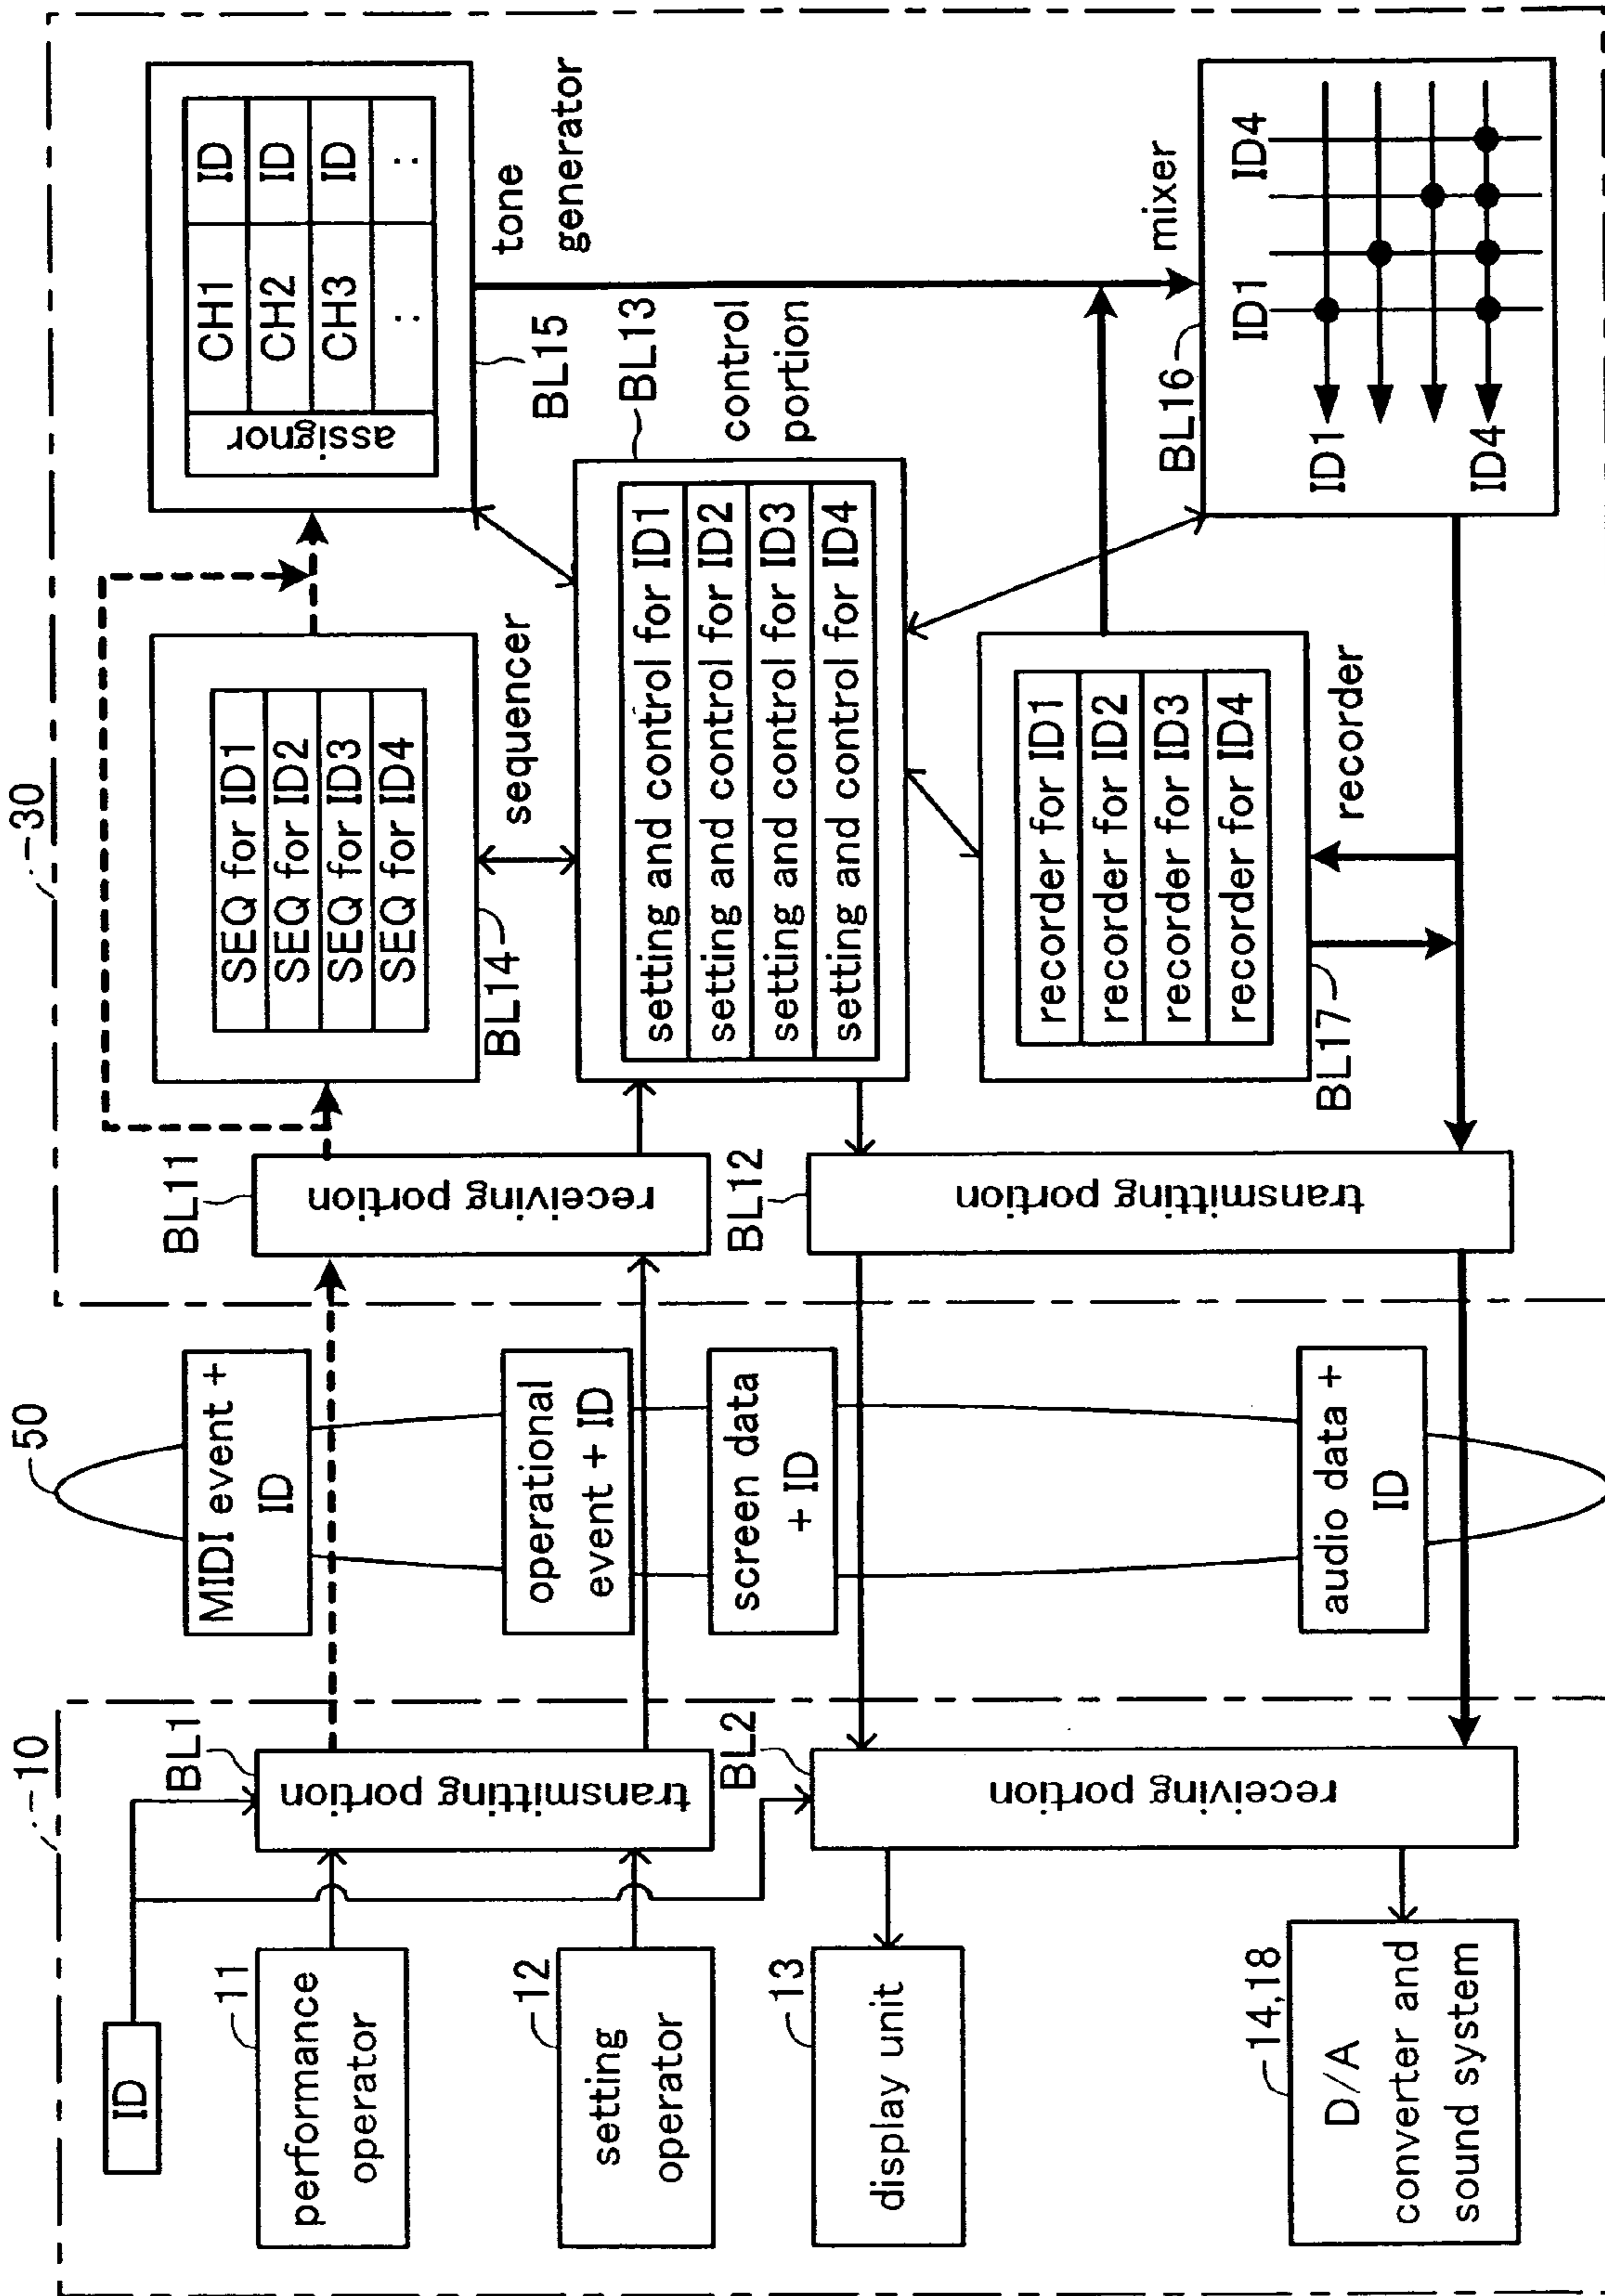 10
ID
11
performance
operator
12
setting
operator
13
display unit
14,18
D/A
converter and
sound system
BL1
transmitting portion
BL2
receiving portion
50
MIDI event +
ID
operational
event + ID
screen data
+ ID
audio data +
ID
30
BL11
receiving portion
BL12
transmitting portion
SEQ for ID1
SEQ for ID2
SEQ for ID3
SEQ for ID4
BL14
sequencer
setting and control for ID1
setting and control for ID2
setting and control for ID3
setting and control for ID4
BL13
control
portion
recorder for ID1
recorder for ID2
recorder for ID3
recorder for ID4
BL17
recorder
assignor
CH1 ID
CH2 ID
CH3 ID
: :
BL15
tone
generator
BL16
mixer
ID1 ID4
ID1
ID4